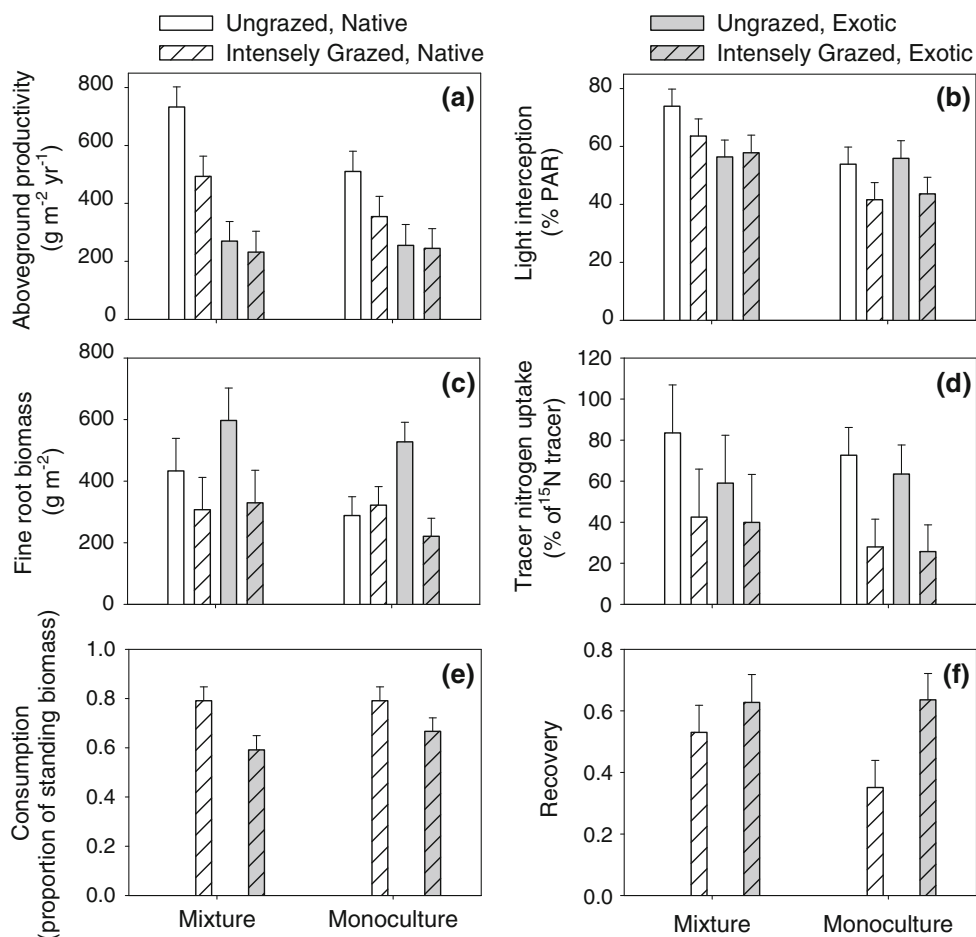 Ungrazed, Native
Intensely Grazed, Native
Ungrazed, Exotic
Intensely Grazed, Exotic
(a)
Aboveground productivity
(g m-2 yr-1)
800
600
400
200
0
(b)
Light interception
(% PAR)
80
60
40
20
0
(c)
Fine root biomass
(g m-2)
800
600
400
200
0
(d)
Tracer nitrogen uptake
(% of 15N tracer)
120
100
80
60
40
20
0
(e)
Consumption
(proportion of standing biomass)
1.0
0.8
0.6
0.4
0.2
0.0
Mixture Monoculture
(f)
Recovery
0.8
0.6
0.4
0.2
0.0
Mixture Monoculture